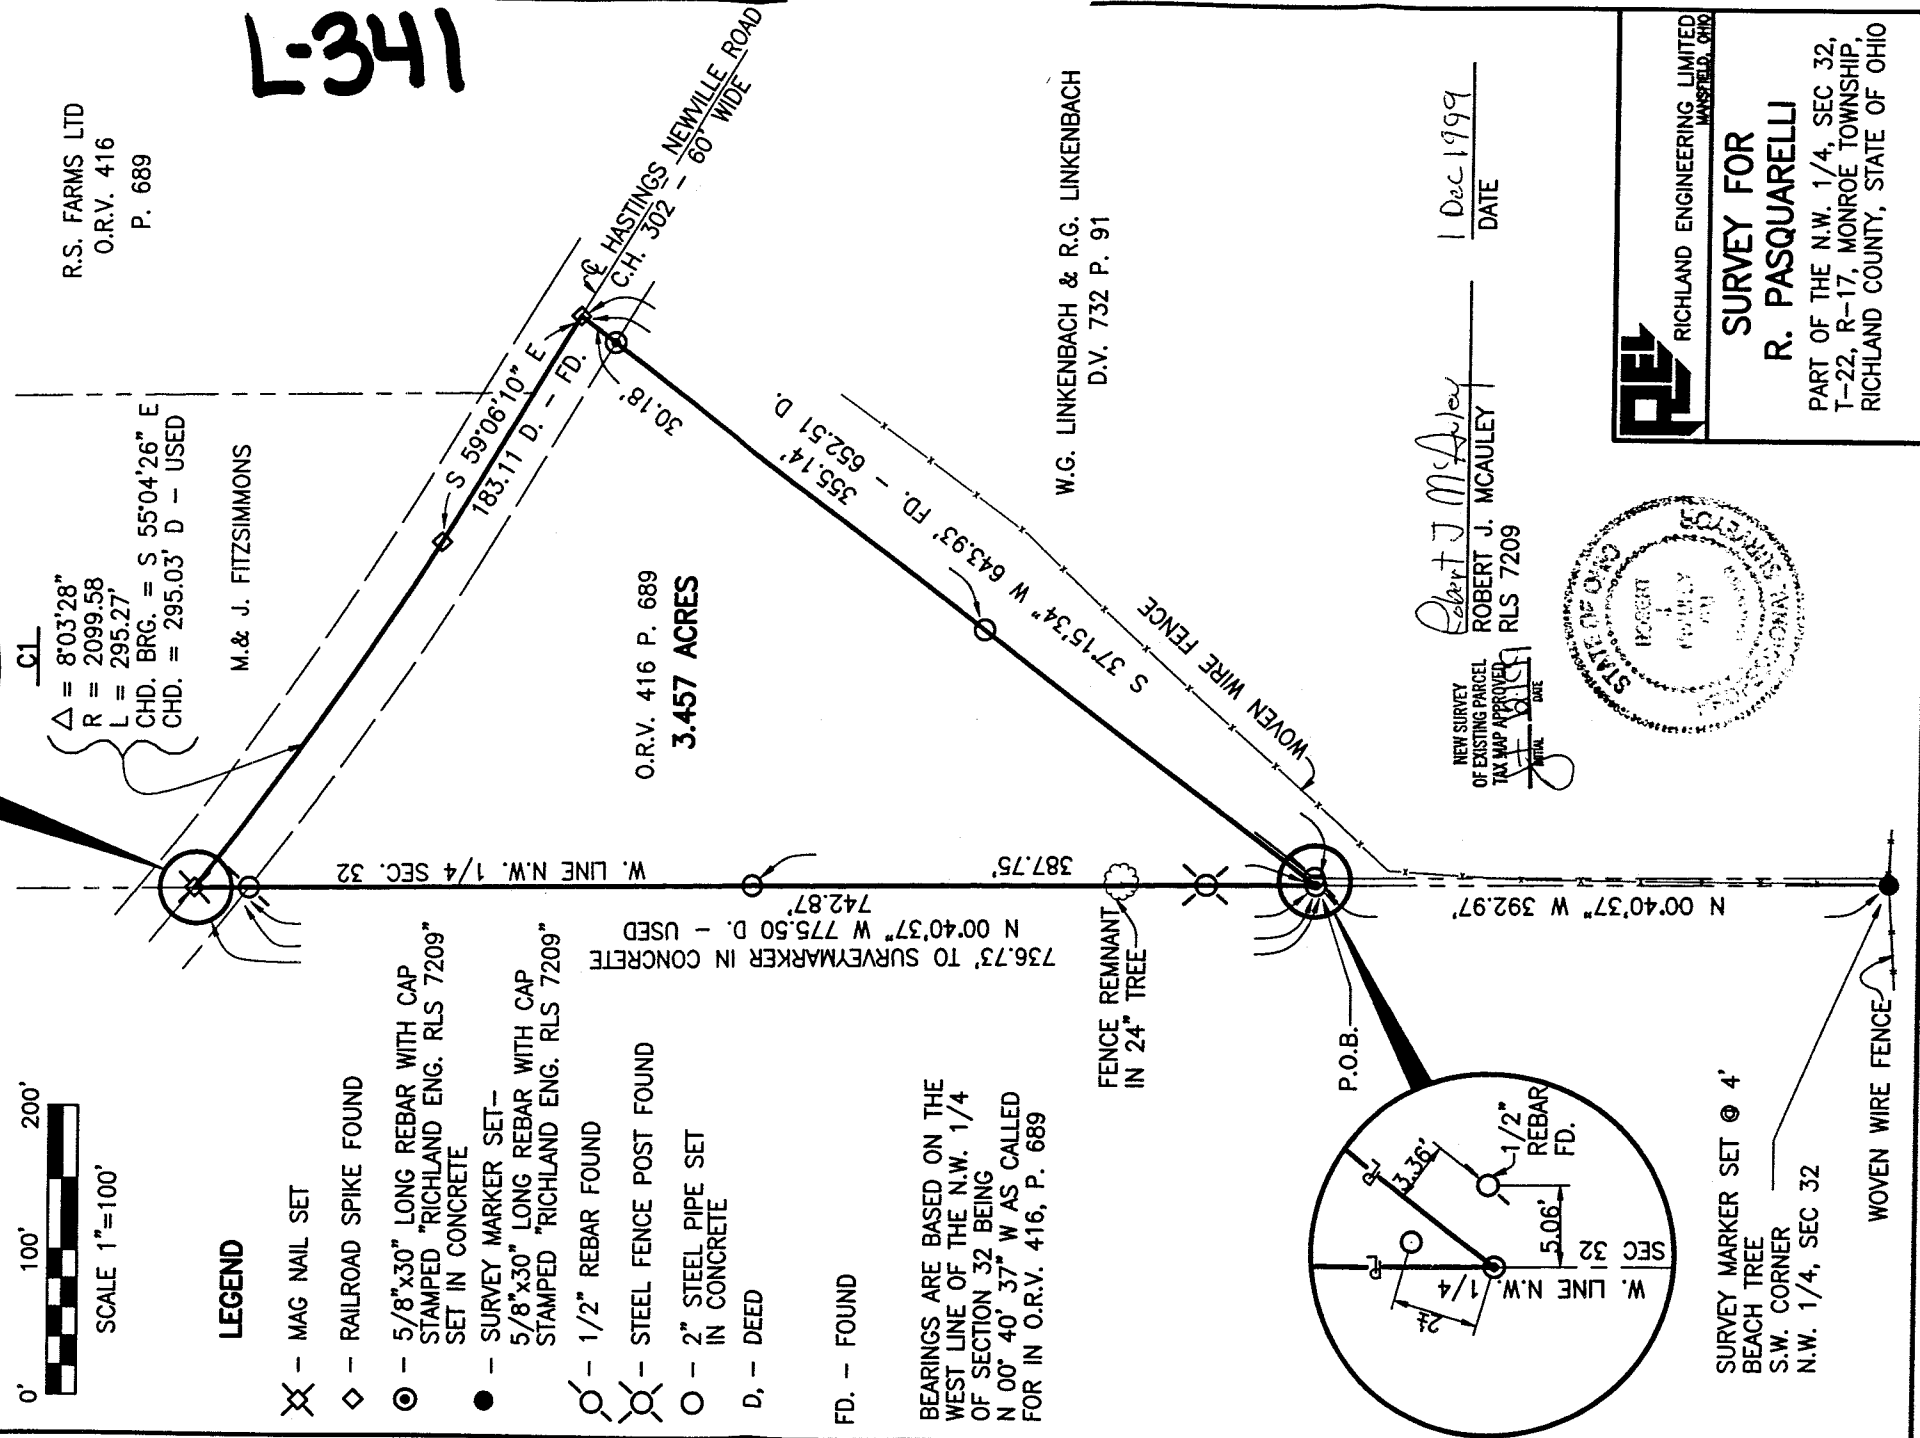 L-341
R.S. FARMS LTD
O.R.V. 416
P. 689
C1
△ = 8°03'28"
R = 2099.58
L = 295.27'
CHD. BRG. = S 55°04'26" E
CHD. = 295.03' D - USED
M.& J. FITZSIMMONS
S 59°06'10" E
183.11 D. - FD.
℄ HASTINGS NEWVILLE ROAD
C.H. 302 - 60' WIDE
30.18'
355.14'
S 37°15'34" W 643.93' FD. - 652.51 D.
WOVEN WIRE FENCE
O.R.V. 416 P. 689
3.457 ACRES
W. LINE N.W. 1/4 SEC. 32
387.75'
742.87'
N 00°40'37" W 775.50 D. - USED
736.73' TO SURVEYMARKER IN CONCRETE
FENCE REMNANT
IN 24" TREE
P.O.B.
N 00°40'37" W 392.97'
WOVEN WIRE FENCE
W.G. LINKENBACH & R.G. LINKENBACH
D.V. 732 P. 91
0' 100' 200'
SCALE 1"=100'
LEGEND
- MAG NAIL SET
- RAILROAD SPIKE FOUND
- 5/8"x30" LONG REBAR WITH CAP
STAMPED "RICHLAND ENG. RLS 7209"
SET IN CONCRETE
- SURVEY MARKER SET-
5/8"x30" LONG REBAR WITH CAP
STAMPED "RICHLAND ENG. RLS 7209"
- 1/2" REBAR FOUND
- STEEL FENCE POST FOUND
- 2" STEEL PIPE SET
IN CONCRETE
D, - DEED
FD. - FOUND
BEARINGS ARE BASED ON THE
WEST LINE OF THE N.W. 1/4
OF SECTION 32 BEING
N 00° 40' 37" W AS CALLED
FOR IN O.R.V. 416, P. 689
3.36'
1/2"
REBAR
FD.
5.06'
2'±
W. LINE N.W. 1/4
SEC 32
SURVEY MARKER SET @ 4'
BEACH TREE
S.W. CORNER
N.W. 1/4, SEC 32
NEW SURVEY
OF EXISTING PARCEL
TAX MAP APPROVED
INITIAL DATE
Robert J McAuley
ROBERT J. MCAULEY
RLS 7209
1 Dec 1999
DATE
STATE OF OHIO
ROBERT
J
SURVEYOR
REL
RICHLAND ENGINEERING LIMITED
MANSFIELD, OHIO
SURVEY FOR
R. PASQUARELLI
PART OF THE N.W. 1/4, SEC 32,
T-22, R-17, MONROE TOWNSHIP,
RICHLAND COUNTY, STATE OF OHIO